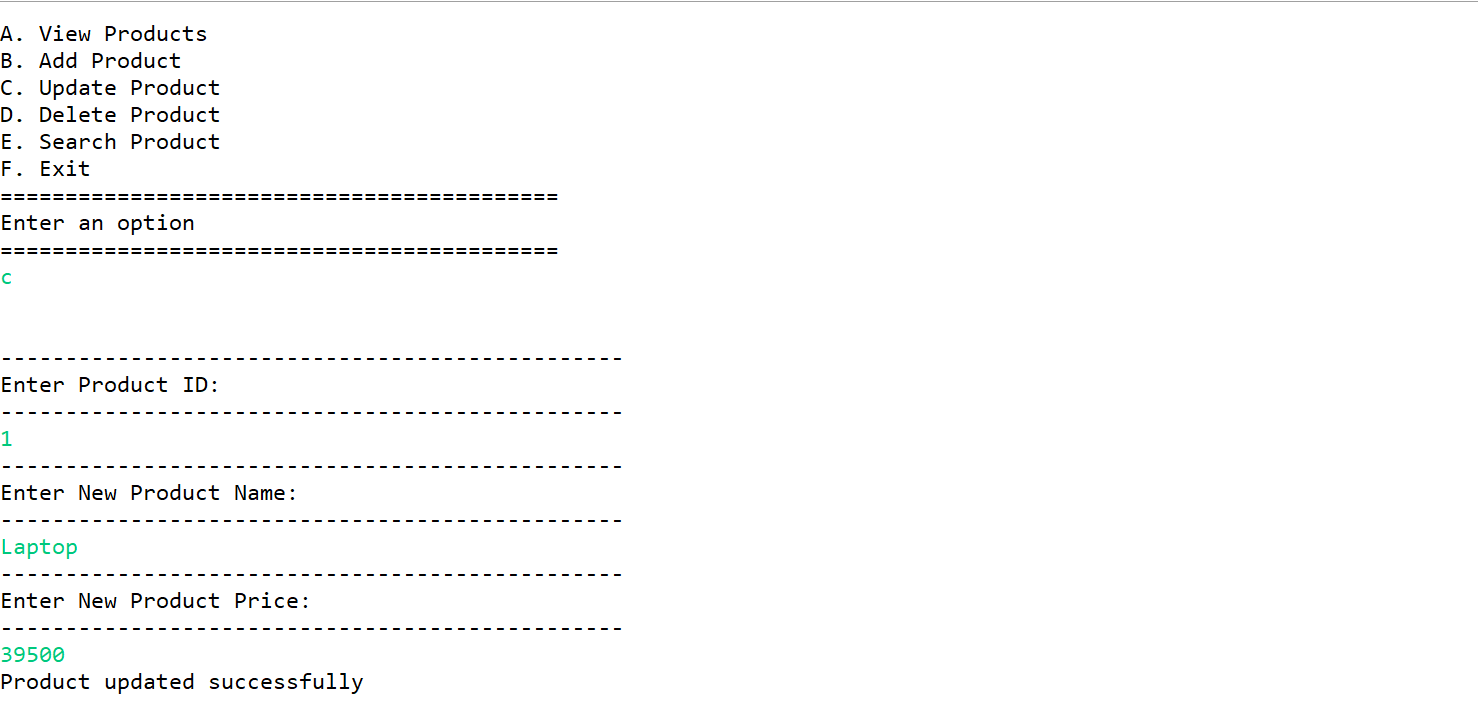 A. View Products
B. Add Product
C. Update Product
D. Delete Product
E. Search Product
F. Exit
===========================================
Enter an option
===========================================
c
------------------------------------------------
Enter Product ID:
------------------------------------------------
1
------------------------------------------------
Enter New Product Name:
------------------------------------------------
Laptop
------------------------------------------------
Enter New Product Price:
------------------------------------------------
39500
Product updated successfully